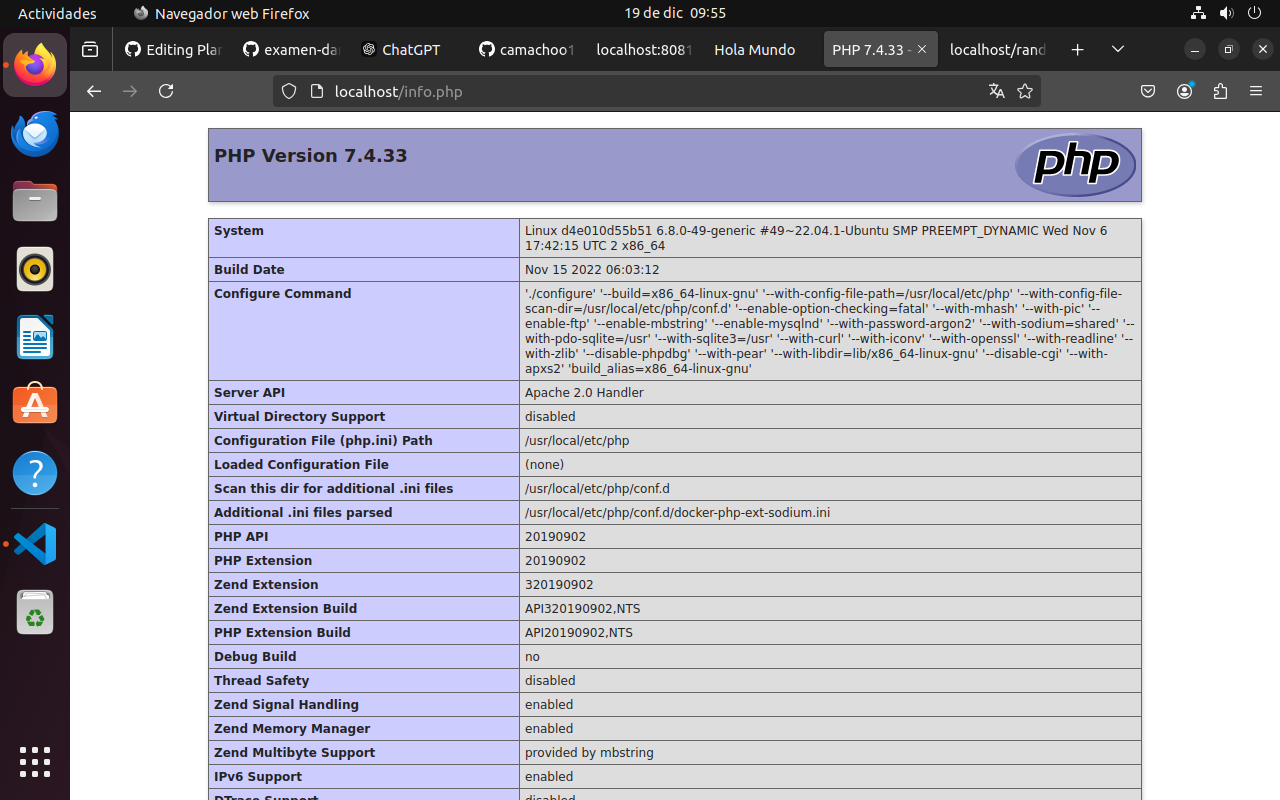 Actividades
Navegador web Firefox
19 de dic 09:55
Editing Plan
examen-da
ChatGPT
camachoo1
localhost:8081
Hola Mundo
PHP 7.4.33 -
localhost/rand
localhost/info.php
PHP Version 7.4.33
php
System
Linux d4e010d55b51 6.8.0-49-generic #49~22.04.1-Ubuntu SMP PREEMPT_DYNAMIC Wed Nov 6
17:42:15 UTC 2 x86_64
Build Date
Nov 15 2022 06:03:12
Configure Command
'./configure' '--build=x86_64-linux-gnu' '--with-config-file-path=/usr/local/etc/php' '--with-config-file-
scan-dir=/usr/local/etc/php/conf.d' '--enable-option-checking=fatal' '--with-mhash' '--with-pic' '--
enable-ftp' '--enable-mbstring' '--enable-mysqlnd' '--with-password-argon2' '--with-sodium=shared' '--
with-pdo-sqlite=/usr' '--with-sqlite3=/usr' '--with-curl' '--with-iconv' '--with-openssl' '--with-readline' '--
with-zlib' '--disable-phpdbg' '--with-pear' '--with-libdir=lib/x86_64-linux-gnu' '--disable-cgi' '--with-
apxs2' 'build_alias=x86_64-linux-gnu'
Server API
Apache 2.0 Handler
Virtual Directory Support
disabled
Configuration File (php.ini) Path
/usr/local/etc/php
Loaded Configuration File
(none)
Scan this dir for additional .ini files
/usr/local/etc/php/conf.d
Additional .ini files parsed
/usr/local/etc/php/conf.d/docker-php-ext-sodium.ini
PHP API
20190902
PHP Extension
20190902
Zend Extension
320190902
Zend Extension Build
API320190902,NTS
PHP Extension Build
API20190902,NTS
Debug Build
no
Thread Safety
disabled
Zend Signal Handling
enabled
Zend Memory Manager
enabled
Zend Multibyte Support
provided by mbstring
IPv6 Support
enabled
DTrace Support
disabled